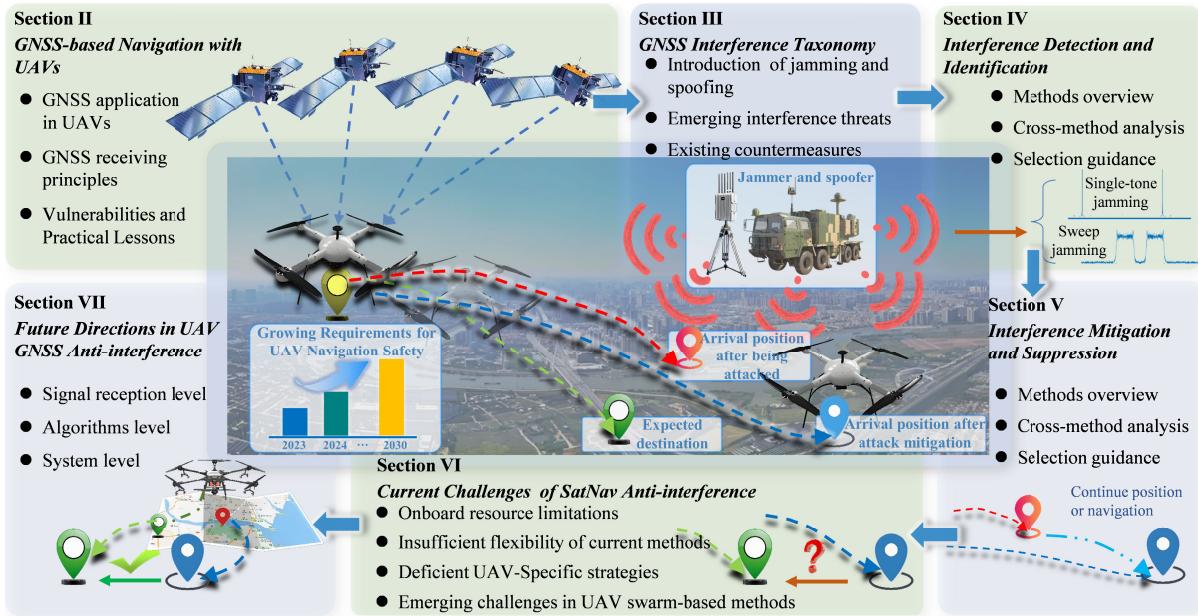 Section II
GNSS-based Navigation with
UAVs
● GNSS application
in UAVs
● GNSS receiving
principles
● Vulnerabilities and
Practical Lessons
Section III
GNSS Interference Taxonomy
● Introduction of jamming and
spoofing
● Emerging interference threats
● Existing countermeasures
Section IV
Interference Detection and
Identification
● Methods overview
● Cross-method analysis
● Selection guidance
Single-tone
jamming
Sweep
jamming
Jammer and spoofer
Growing Requirements for
UAV Navigation Safety
2023 2024 ... 2030
Arrival position
after being
attacked
Expected
destination
Arrival position after
attack mitigation
Section V
Interference Mitigation
and Suppression
● Methods overview
● Cross-method analysis
● Selection guidance
Continue position
or navigation
Section VI
Current Challenges of SatNav Anti-interference
● Onboard resource limitations
● Insufficient flexibility of current methods
● Deficient UAV-Specific strategies
● Emerging challenges in UAV swarm-based methods
?
Section VII
Future Directions in UAV
GNSS Anti-interference
● Signal reception level
● Algorithms level
● System level